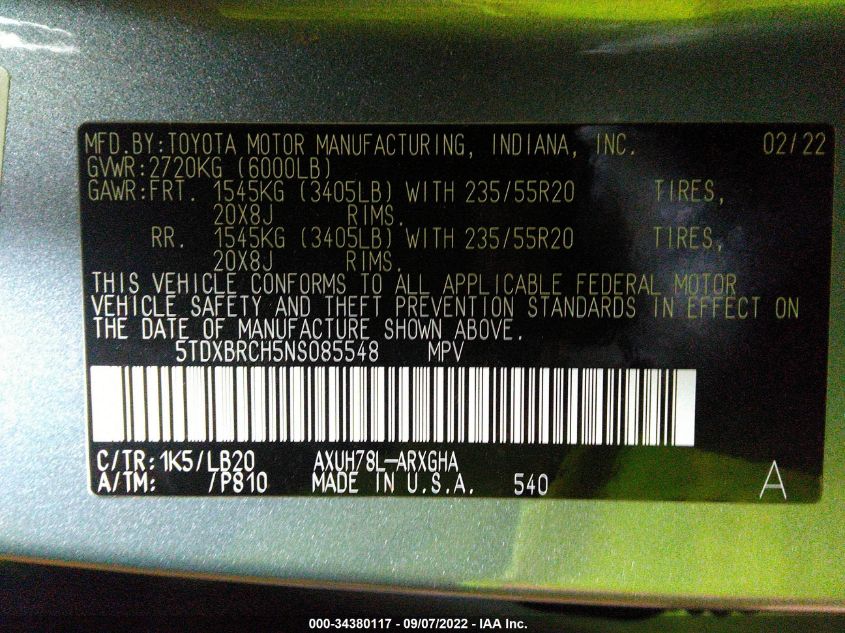 MFD.BY:TOYOTA MOTOR MANUFACTURING, INDIANA, INC. 02/22
GVWR:2720KG (6000LB)
GAWR:FRT. 1545KG (3405LB) WITH 235/55R20 TIRES,
20X8J RIMS.
RR. 1545KG (3405LB) WITH 235/55R20 TIRES,
20X8J RIMS.
THIS VEHICLE CONFORMS TO ALL APPLICABLE FEDERAL MOTOR
VEHICLE SAFETY AND THEFT PREVENTION STANDARDS IN EFFECT ON
THE DATE OF MANUFACTURE SHOWN ABOVE.
5TDXBRCH5NS085548 MPV
C/TR:1K5/LB20 AXUH78L-ARXGHA
A/TM: /P810 MADE IN U.S.A. 540 A
000-34380117 - 09/07/2022 - IAA Inc.